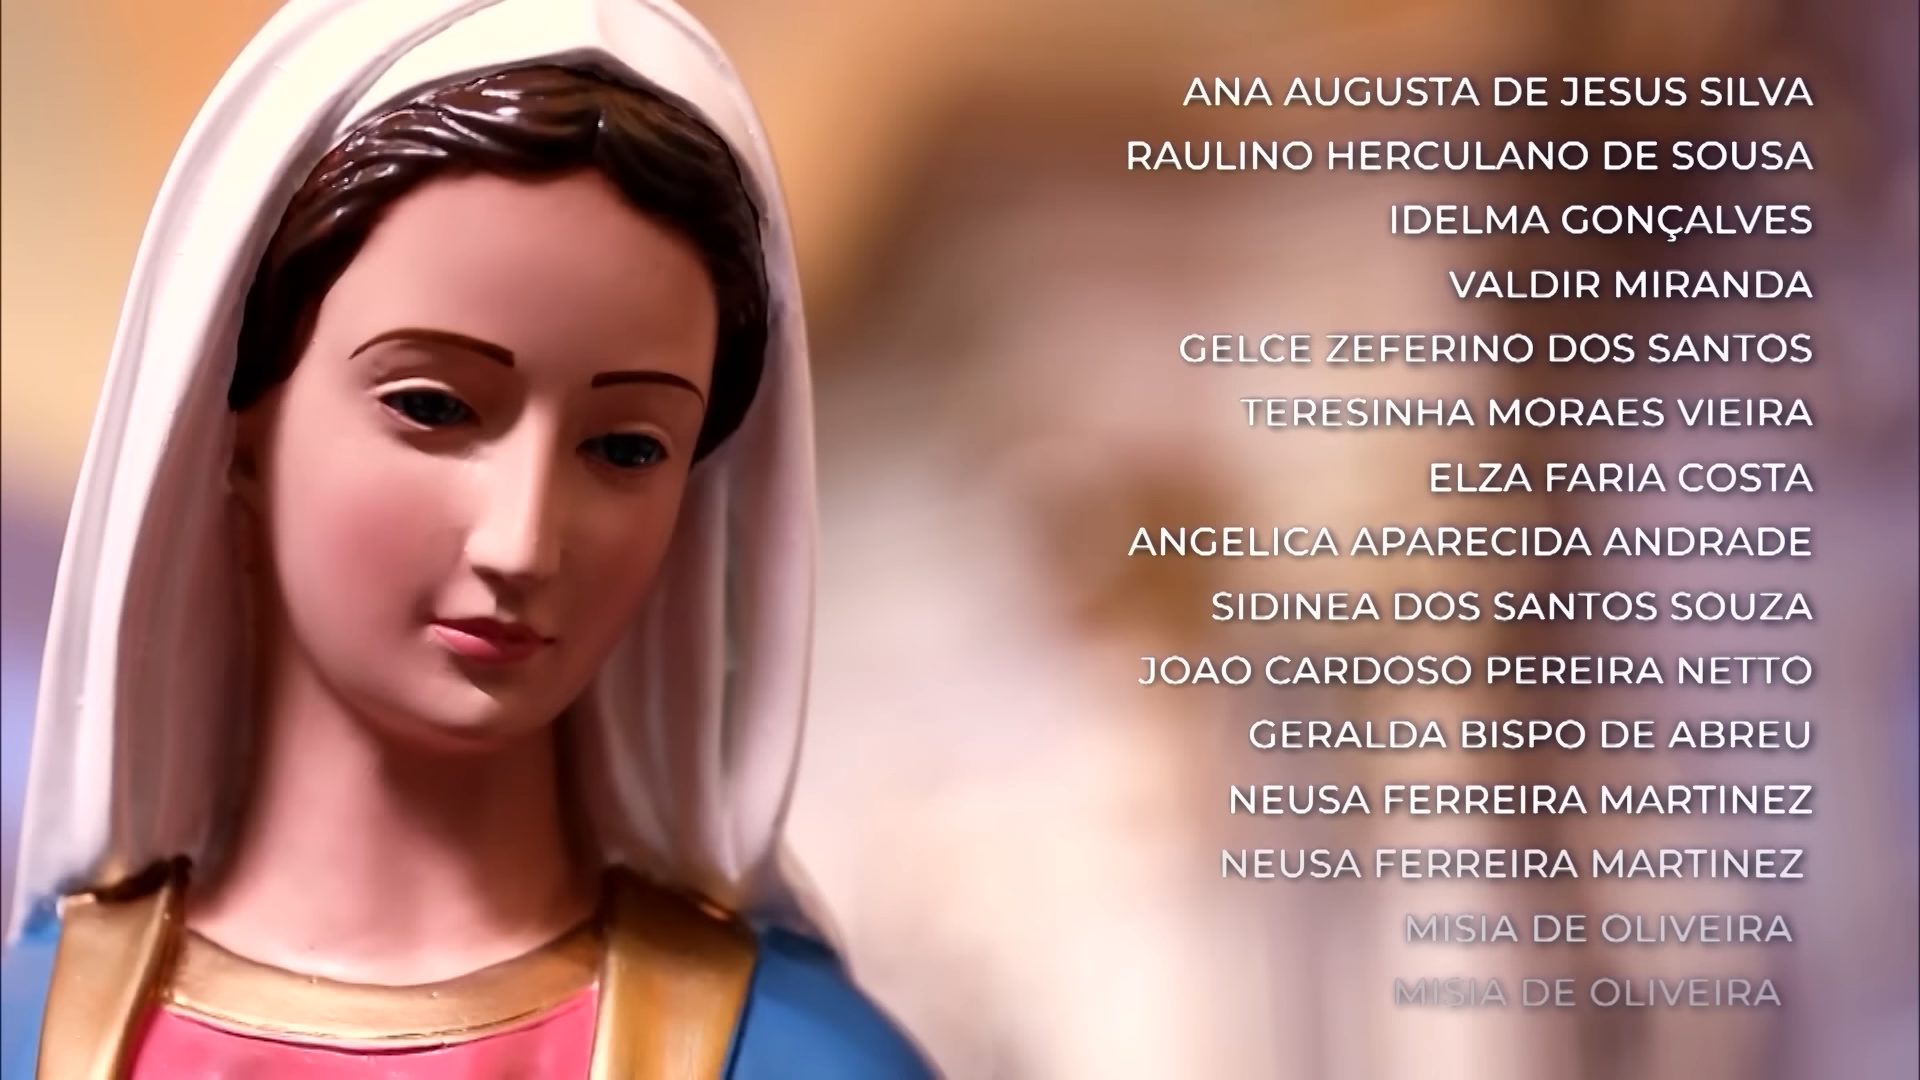 ANA AUGUSTA DE JESUS SILVA
RAULINO HERCULANO DE SOUSA
IDELMA GONÇALVES
VALDIR MIRANDA
GELCE ZEFERINO DOS SANTOS
TERESINHA MORAES VIEIRA
ELZA FARIA COSTA
ANGELICA APARECIDA ANDRADE
SIDINEA DOS SANTOS SOUZA
JOAO CARDOSO PEREIRA NETTO
GERALDA BISPO DE ABREU
NEUSA FERREIRA MARTINEZ
NEUSA FERREIRA MARTINEZ
MISIA DE OLIVEIRA
MISIA DE OLIVEIRA